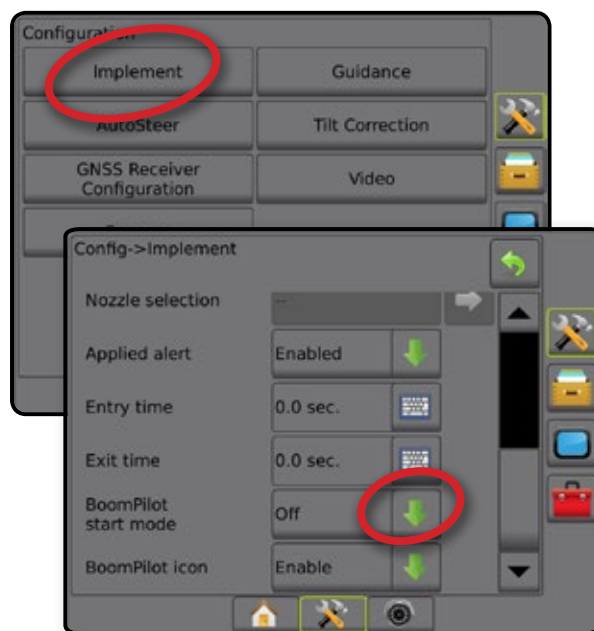 Configuration
Implement
Guidance
AutoSteer
Tilt Correction
GNSS Receiver
Configuration
Video
Config->Implement
Nozzle selection
--
Applied alert
Enabled
Entry time
0.0 sec.
Exit time
0.0 sec.
BoomPilot
start mode
Off
BoomPilot icon
Enable